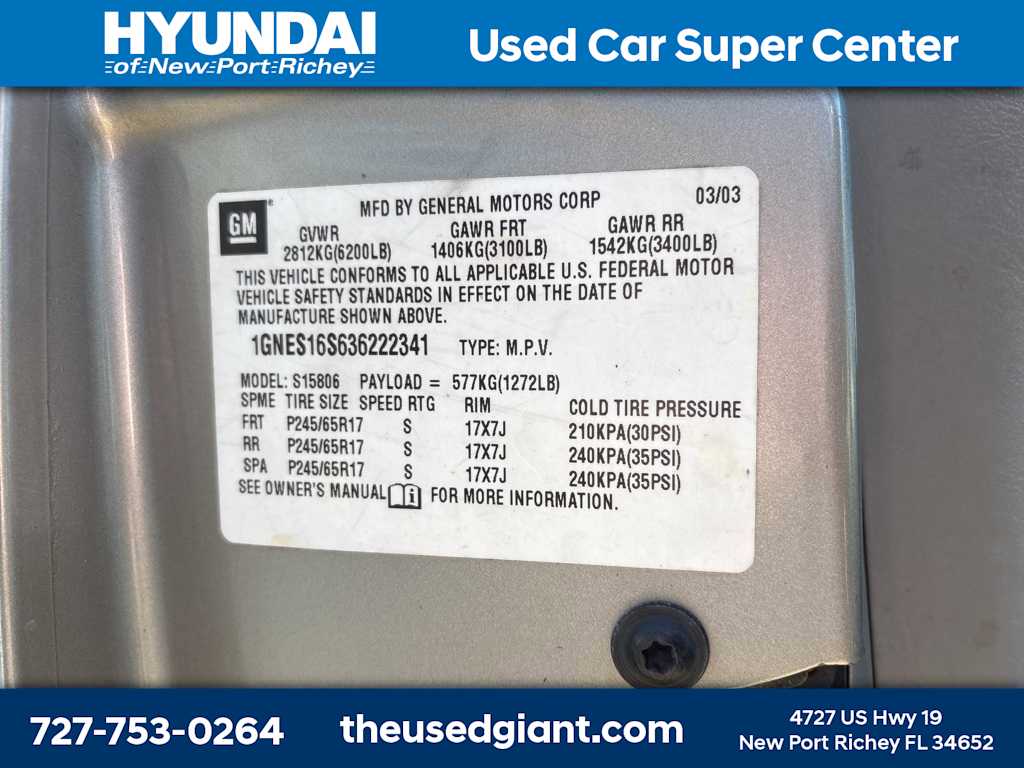 HYUNDAI
of New Port Richey
Used Car Super Center
GM
®
MFD BY GENERAL MOTORS CORP 03/03
GVWR GAWR FRT GAWR RR
2812KG(6200LB) 1406KG(3100LB) 1542KG(3400LB)
THIS VEHICLE CONFORMS TO ALL APPLICABLE U.S. FEDERAL MOTOR
VEHICLE SAFETY STANDARDS IN EFFECT ON THE DATE OF
MANUFACTURE SHOWN ABOVE.
1GNES16S636222341 TYPE: M.P.V.
MODEL: S15806 PAYLOAD = 577KG(1272LB)
SPME TIRE SIZE SPEED RTG RIM COLD TIRE PRESSURE
FRT P245/65R17 S 17X7J 210KPA(30PSI)
RR P245/65R17 S 17X7J 240KPA(35PSI)
SPA P245/65R17 S 17X7J 240KPA(35PSI)
SEE OWNER'S MANUAL i FOR MORE INFORMATION.
727-753-0264
theusedgiant.com
4727 US Hwy 19
New Port Richey FL 34652